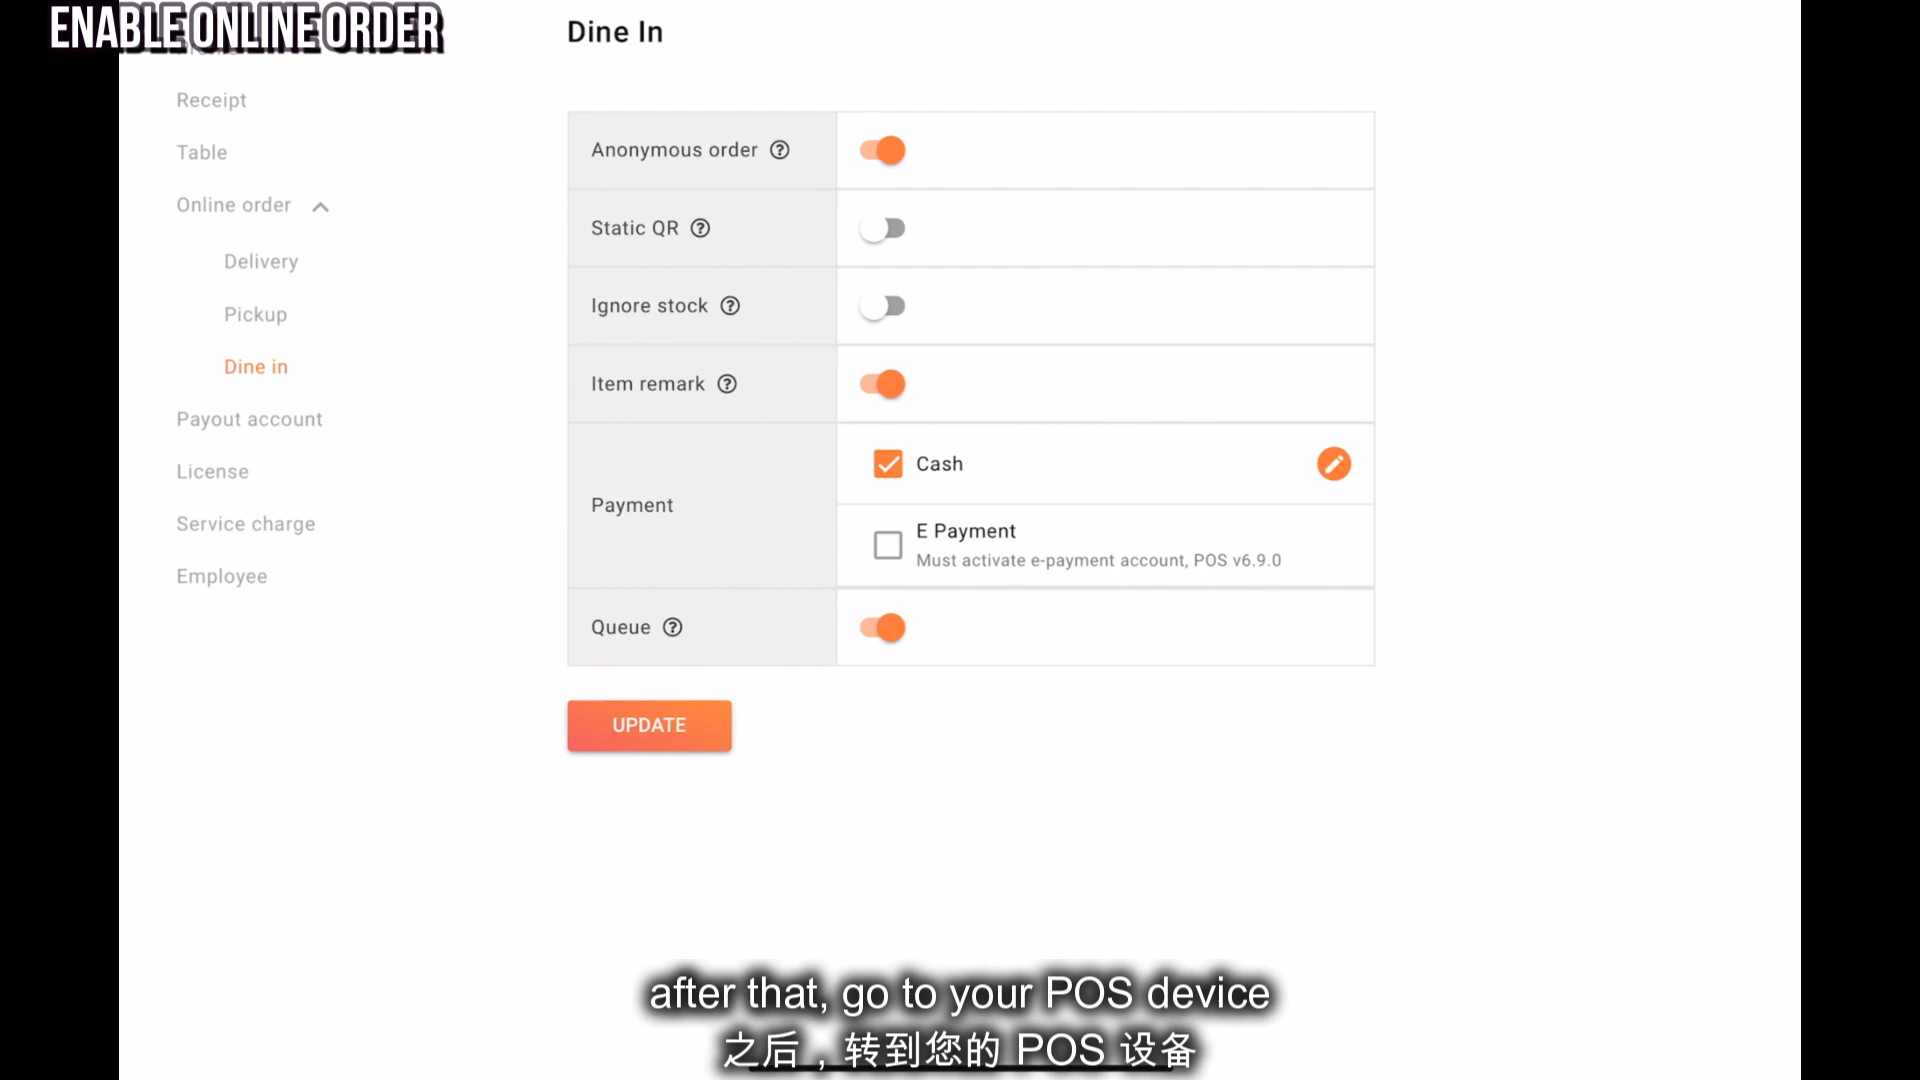 ENABLE ONLINE ORDER
Dine In
Receipt
Table
Online order
Delivery
Pickup
Dine in
Payout account
License
Service charge
Employee
Anonymous order
Static QR
Ignore stock
Item remark
Payment
Cash
E Payment
Must activate e-payment account, POS v6.9.0
Queue
UPDATE
after that, go to your POS device
之后，转到您的 POS 设备